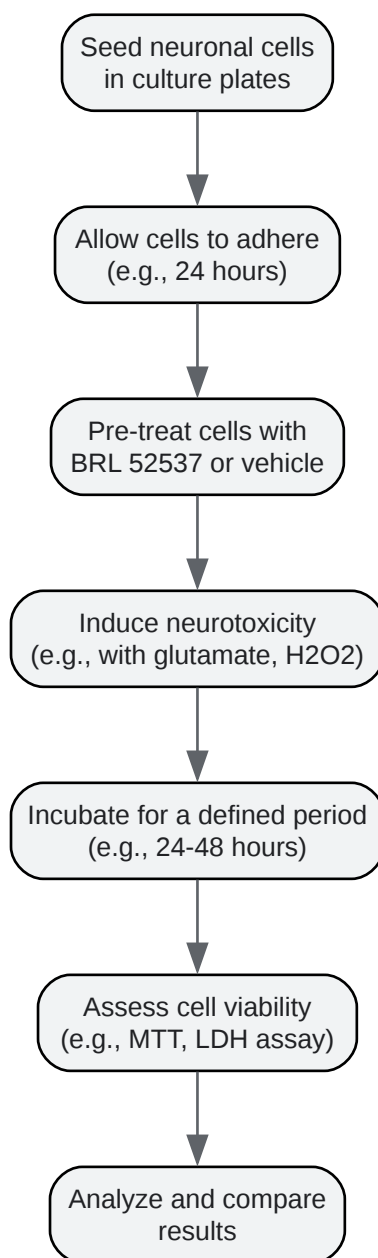 Seed neuronal cells
in culture plates
Allow cells to adhere
(e.g., 24 hours)
Pre-treat cells with
BRL 52537 or vehicle
Induce neurotoxicity
(e.g., with glutamate, H2O2)
Incubate for a defined period
(e.g., 24-48 hours)
Assess cell viability
(e.g., MTT, LDH assay)
Analyze and compare
results